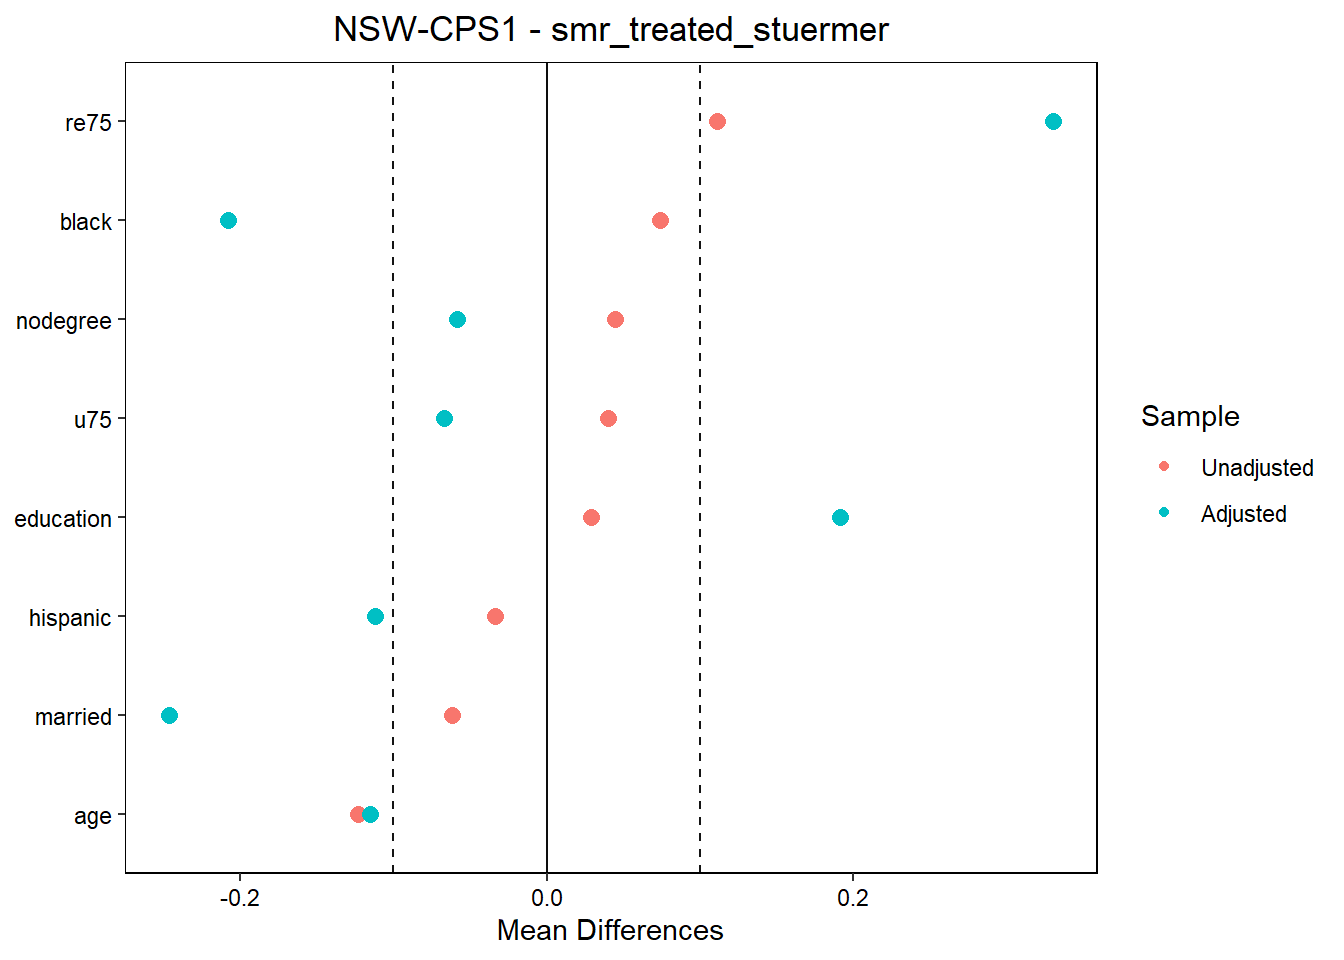 NSW-CPS1 - smr_treated_stuermer
re75
black
nodegree
u75
education
hispanic
married
age
-0.2 0.0 0.2
Mean Differences
Sample
Unadjusted
Adjusted